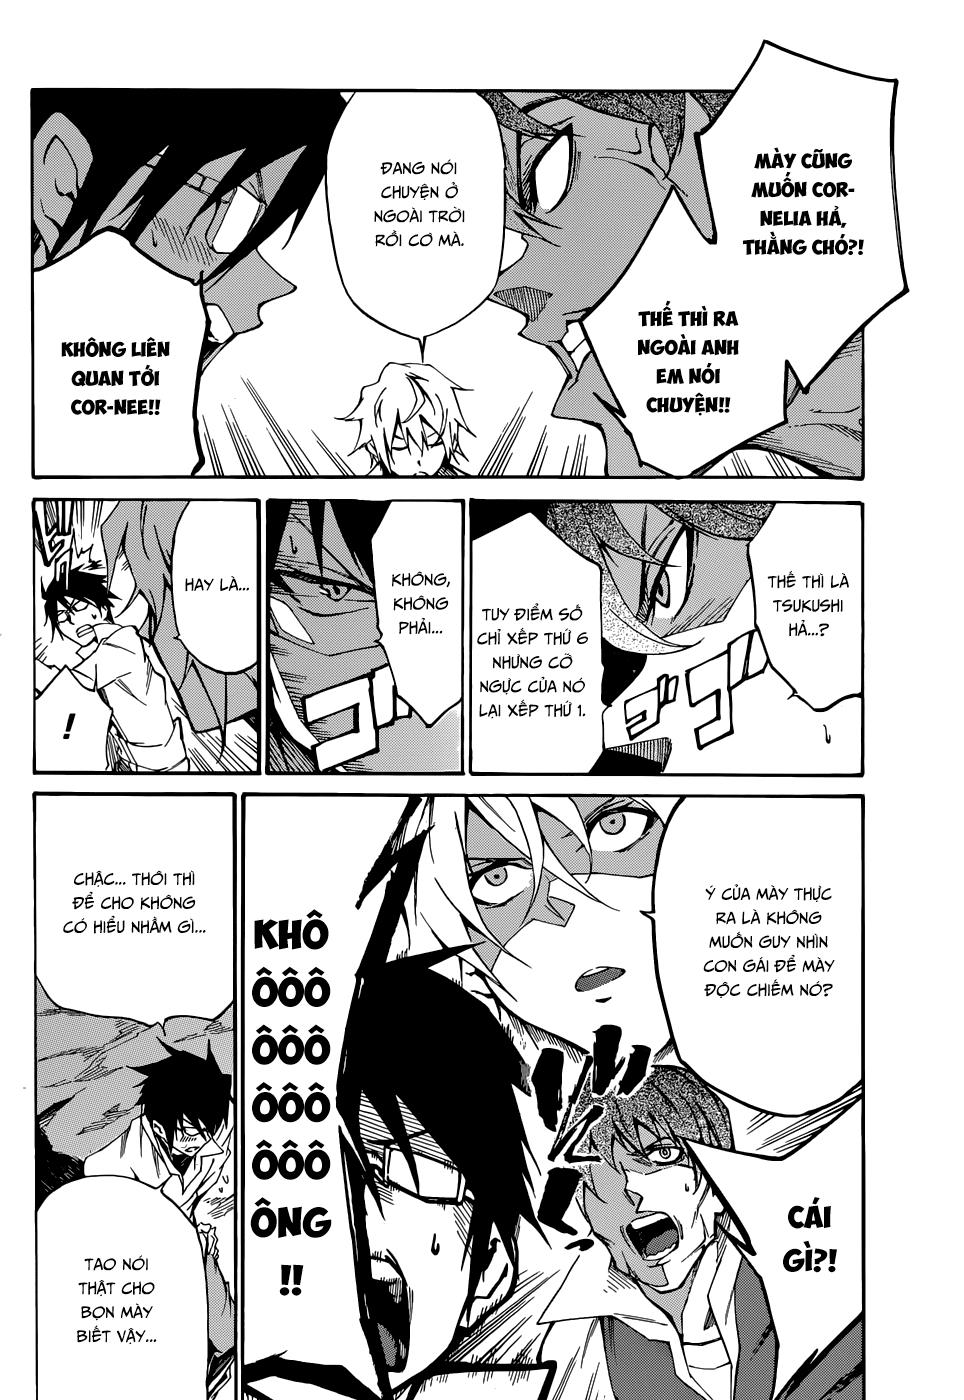 MÀY CŨNG
MUỐN COR-
NELIA HẢ,
THẰNG CHÓ?!
THẾ THÌ RA
NGOÀI ANH
EM NÓI
CHUYỆN!!
ĐANG NÓI
CHUYỆN Ở
NGOÀI TRỜI
RỒI CƠ MÀ.
KHÔNG LIÊN
QUAN TỚI
COR-NEE!!
THẾ THÌ LÀ
TSUKUSHI
HẢ...?
TUY ĐIỂM SỐ
CHỈ XẾP THỨ 6
NHƯNG CỠ
NGỰC CỦA NÓ
LẠI XẾP THỨ 1.
ゴゴ
KHÔNG,
KHÔNG
PHẢI...
HAY LÀ...
!
Ý CỦA MÀY THỰC
RA LÀ KHÔNG
MUỐN GUY NHÌN
CON GÁI ĐỂ MÀY
ĐỘC CHIẾM NÓ?
CÁI
GÌ?!
KHÔ
ÔÔÔ
ÔÔÔ
ÔÔÔ
ÔÔÔ
ÔNG
!!
CHẬC... THÔI THÌ
ĐỂ CHO KHÔNG
CÓ HIỂU NHẦM GÌ...
TAO NÓI
THẬT CHO
BỌN MÀY
BIẾT VẬY...